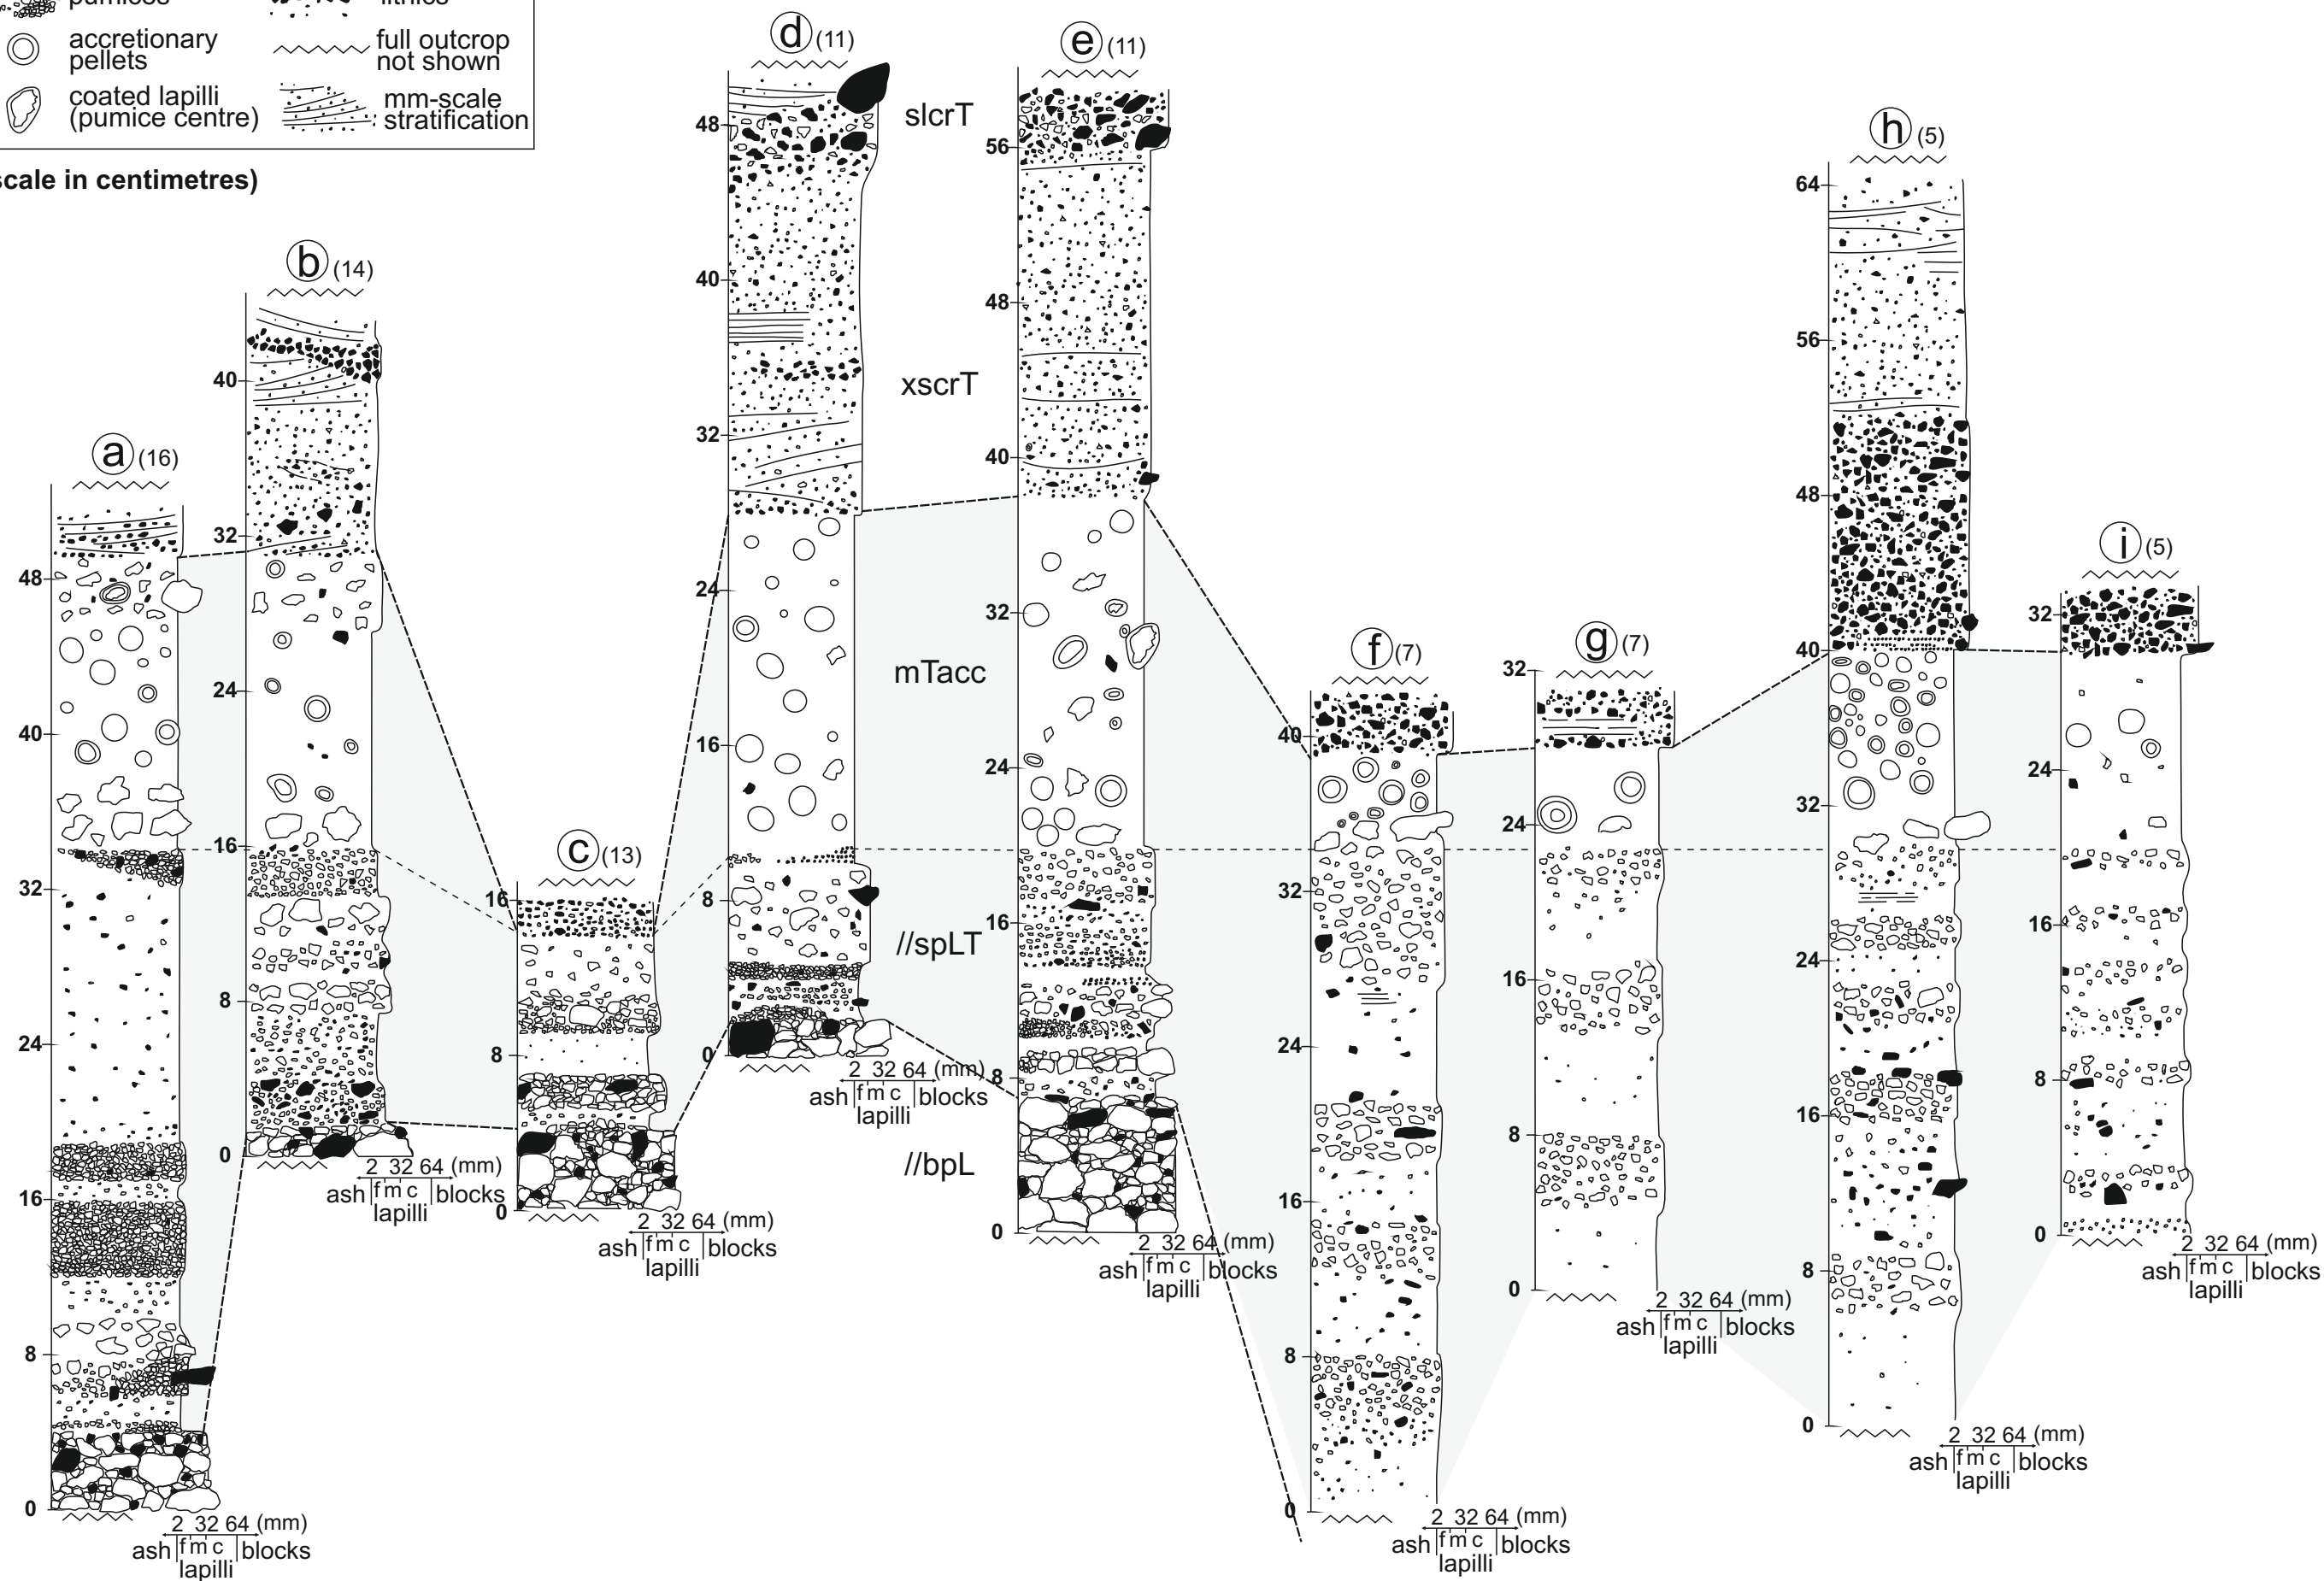 pumices
lithics
accretionary
pellets
full outcrop
not shown
coated lapilli
(pumice centre)
mm-scale
stratification
scale in centimetres)
a (16)
48
40
32
24
16
8
0
2 32 64 (mm)
ash f m c blocks
lapilli
b (14)
40
32
24
16
8
0
2 32 64 (mm)
ash f m c blocks
lapilli
c (13)
16
8
0
2 32 64 (mm)
ash f m c blocks
lapilli
d (11)
48
40
32
24
16
8
0
2 32 64 (mm)
ash f m c blocks
lapilli
slcrT
xscrT
mTacc
//spLT
//bpL
e (11)
56
48
40
32
24
16
8
0
2 32 64 (mm)
ash f m c blocks
lapilli
f (7)
40
32
24
16
8
0
2 32 64 (mm)
ash f m c blocks
lapilli
g (7)
32
24
16
8
0
2 32 64 (mm)
ash f m c blocks
lapilli
h (5)
64
56
48
40
32
24
16
8
0
2 32 64 (mm)
ash f m c blocks
lapilli
i (5)
32
24
16
8
0
2 32 64 (mm)
ash f m c blocks
lapilli